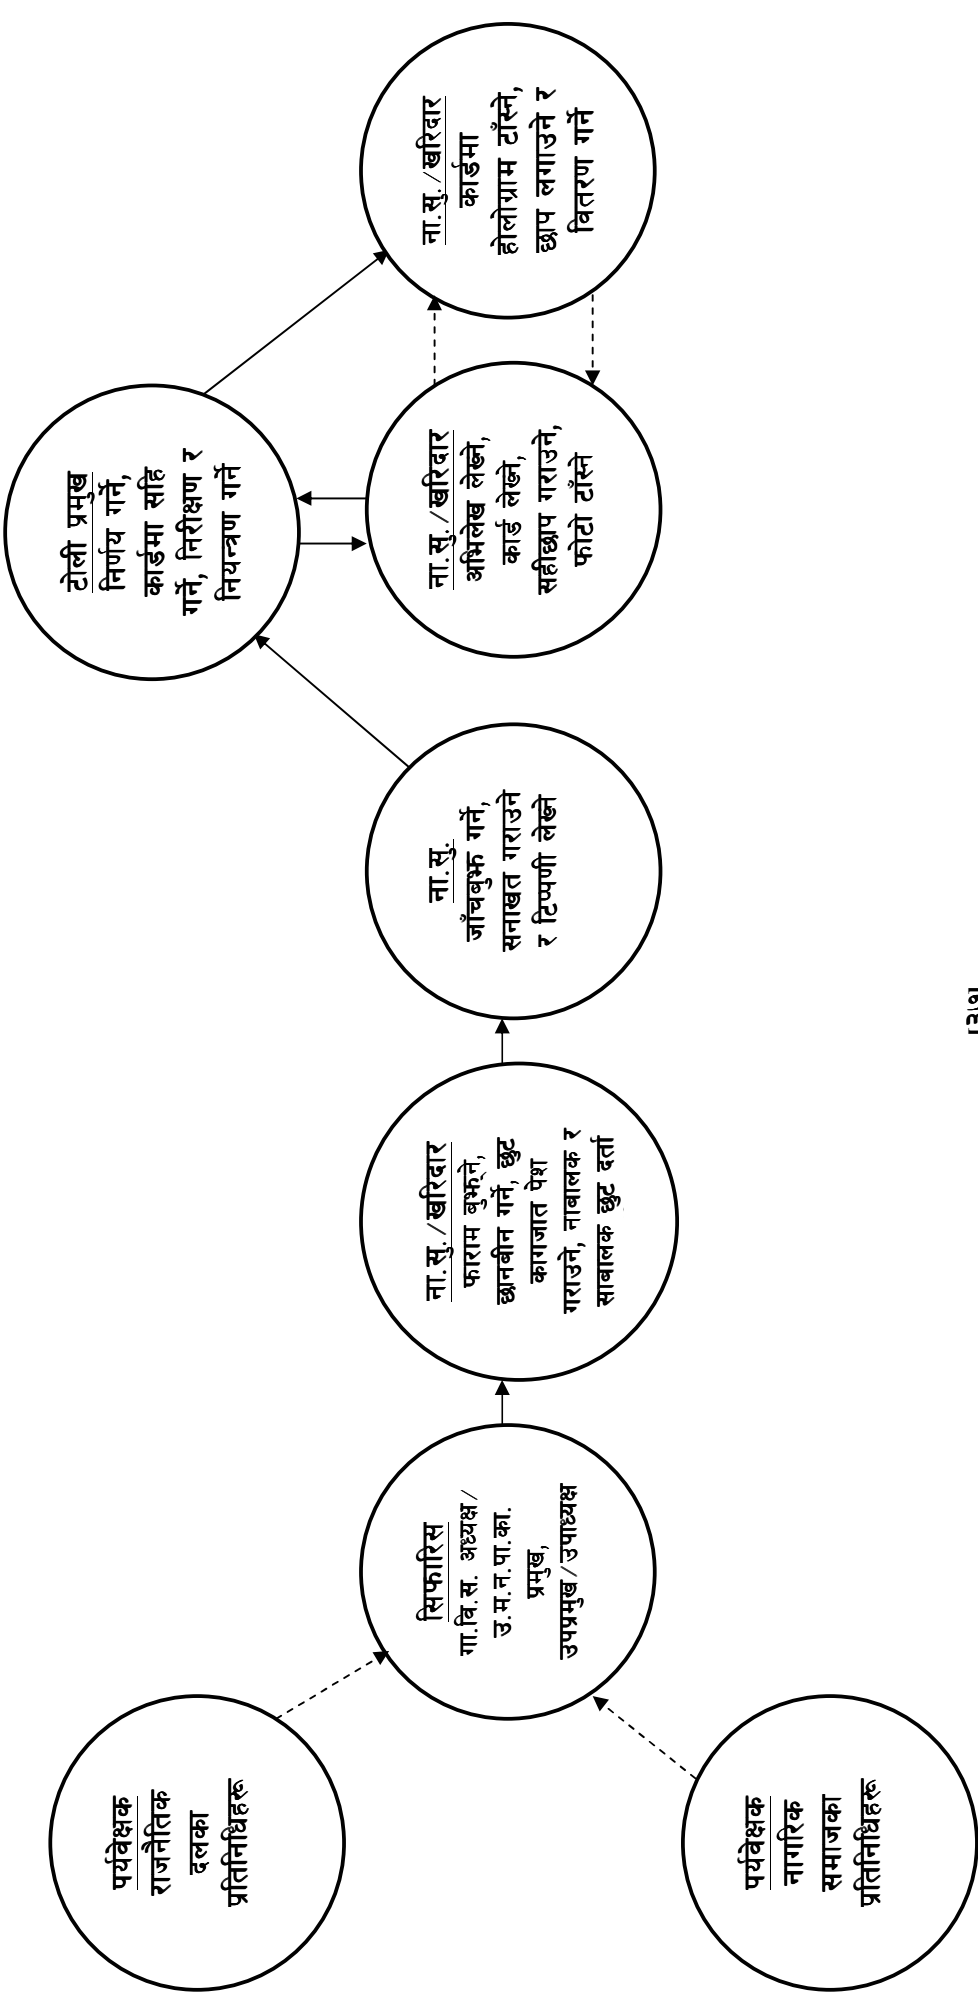 पर्यवेक्षक
राजनैतिक
दलका
प्रतिनिधिहरू
पर्यवेक्षक
नागरिक
समाजका
प्रतिनिधिहरू
सिफारिस
गा.वि.स. अध्यक्ष/
उ.म.न.पा.का.
प्रमुख,
उपप्रमुख/उपाध्यक्ष
ना.सु./खरिदार
फाराम बुझ्ने,
छानबीन गर्ने, छुट
कागजात पेश
गराउने, नाबालक र
साबालक छुट दर्ता
ना.सु.
जाँचबुझ गर्ने,
सनाखत गराउने
र टिप्पणी लेख्ने
टोली प्रमुख
निर्णय गर्ने,
कार्डमा सहि
गर्ने, निरीक्षण र
नियन्त्रण गर्ने
ना.सु./खरिदार
अभिलेख लेख्ने,
कार्ड लेख्ने,
सहीछाप गराउने,
फोटो टाँस्ने
ना.सु./खरिदार
कार्डमा
होलोग्राम टाँस्ने,
छाप लगाउने र
वितरण गर्ने